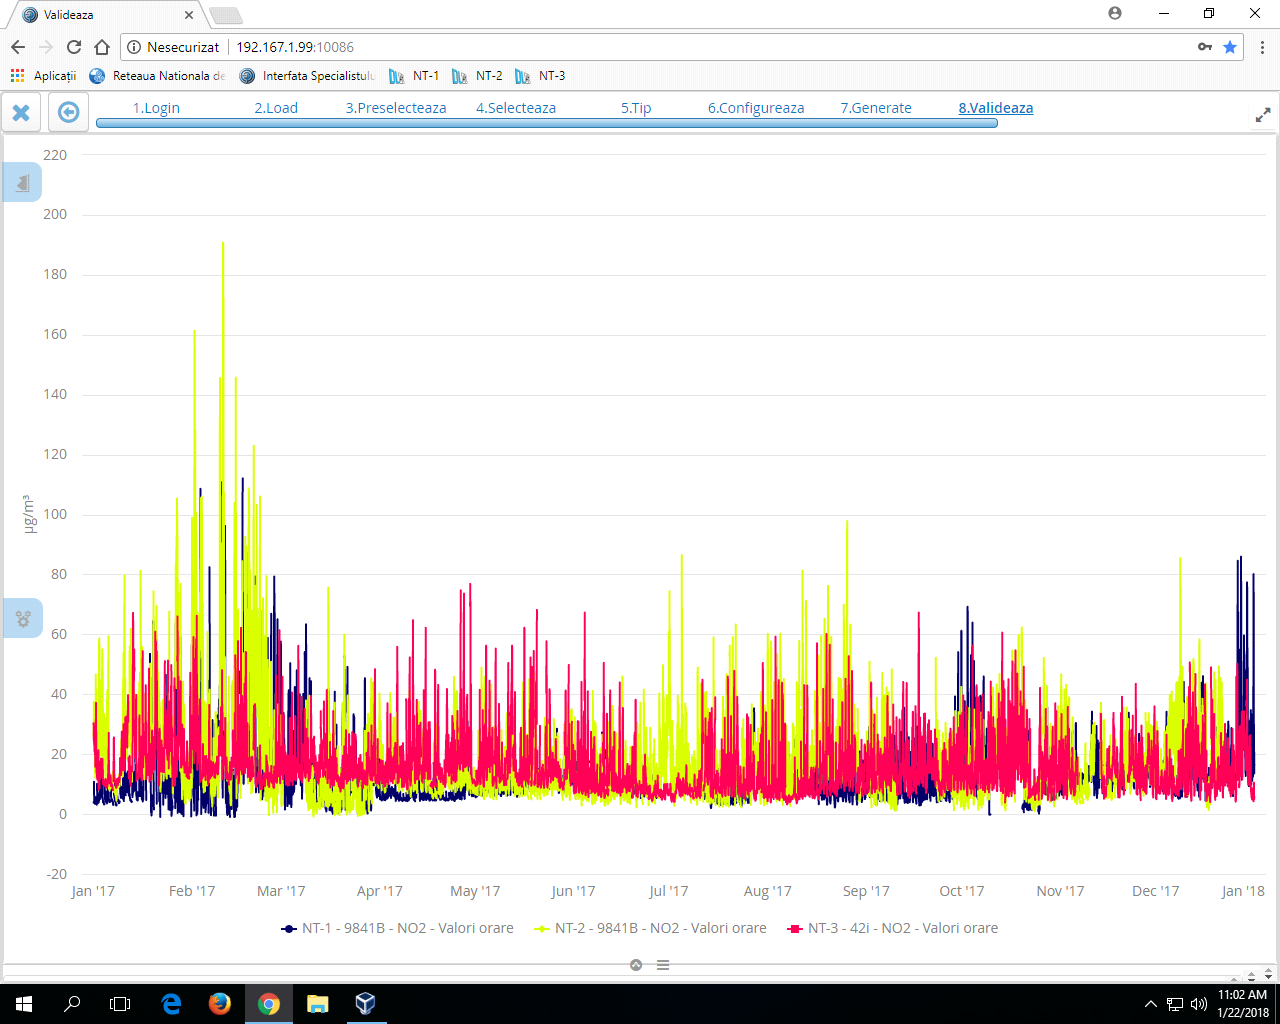 Valideaza
Nesecurizat 192.167.1.99:10086
Aplicații Reteaua Nationala de Interfata Specialistulu NT-1 NT-2 NT-3
1.Login 2.Load 3.Preselecteaza 4.Selecteaza 5.Tip 6.Configureaza 7.Generate 8.Valideaza
220
200
180
160
140
120
100
80
60
40
20
0
-20
µg/m³
Jan '17 Feb '17 Mar '17 Apr '17 May '17 Jun '17 Jul '17 Aug '17 Sep '17 Oct '17 Nov '17 Dec '17 Jan '18
NT-1 - 9841B - NO2 - Valori orare NT-2 - 9841B - NO2 - Valori orare NT-3 - 42i - NO2 - Valori orare
11:02 AM
1/22/2018